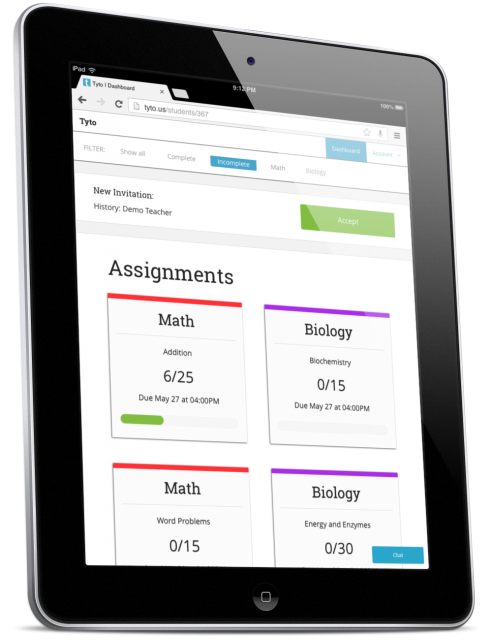 iPad 9:12 PM 100%
Tyto | Dashboard
tyto.us/students/367
Tyto Dashboard Account
FILTER: Show all Complete Incomplete Math Biology
New Invitation:
History: Demo Teacher
Accept
Assignments
Math
Addition
6/25
Due May 27 at 04:00PM
Biology
Biochemistry
0/15
Due May 27 at 04:00PM
Math
Word Problems
0/15
Biology
Energy and Enzymes
0/30
Chat